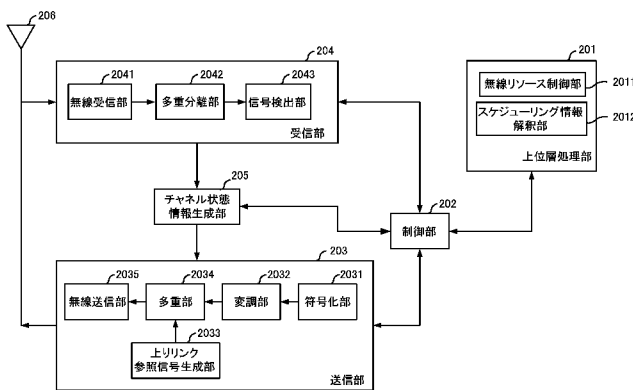 206
204
2041
2042
2043
無線受信部
多重分離部
信号検出部
受信部
201
無線リソース制御部
2011
スケジューリング情報
解釈部
2012
上位層処理部
205
チャネル状態
情報生成部
202
制御部
203
2035
2034
2032
2031
無線送信部
多重部
変調部
符号化部
2033
上りリンク
参照信号生成部
送信部